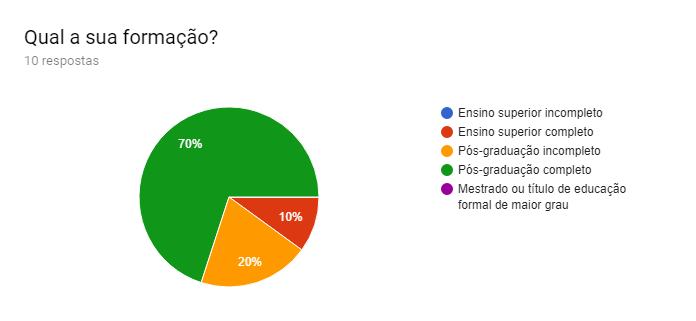 Qual a sua formação?
10 respostas
70%
10%
20%
Ensino superior incompleto
Ensino superior completo
Pós-graduação incompleto
Pós-graduação completo
Mestrado ou título de educação
formal de maior grau